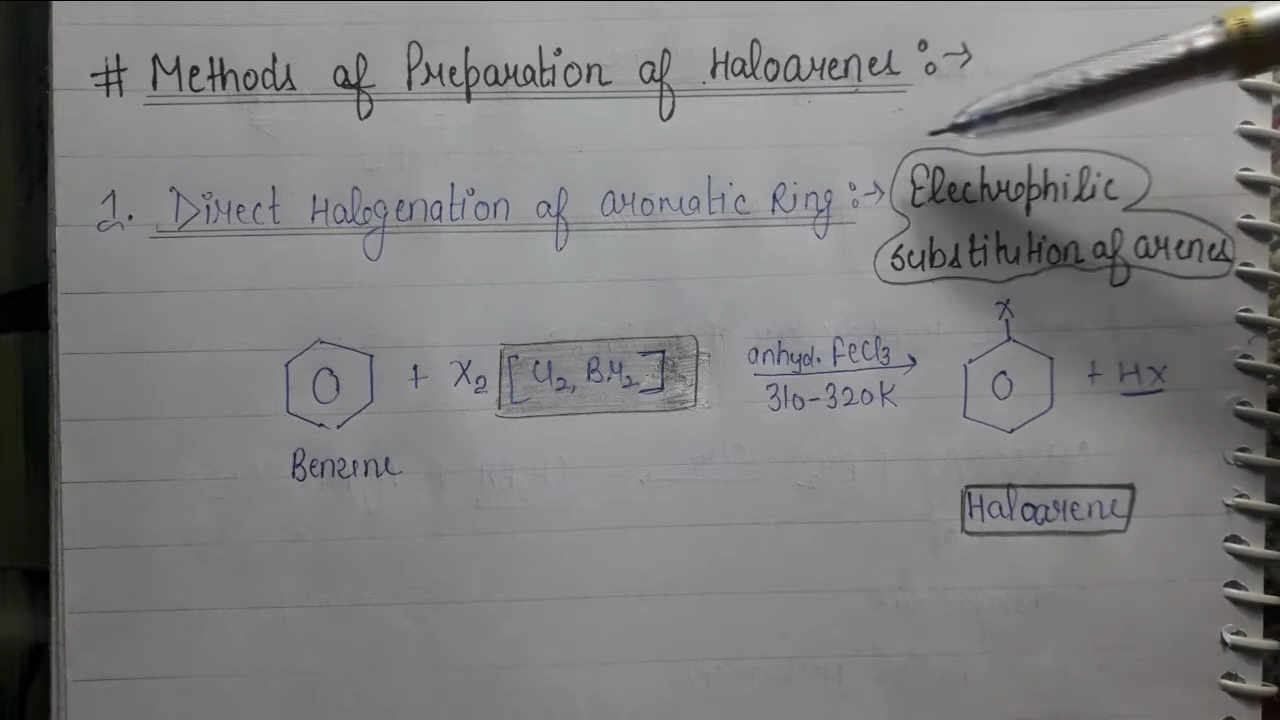 # Methods of Preparation of Haloarenes :->
1. Direct Halogenation of aromatic Ring :-> Electrophilic
substitution of arenes
X
+ X2 [Cl2, Br2] anhyd. FeCl3 + HX
310-320K
Benzene
Haloarene